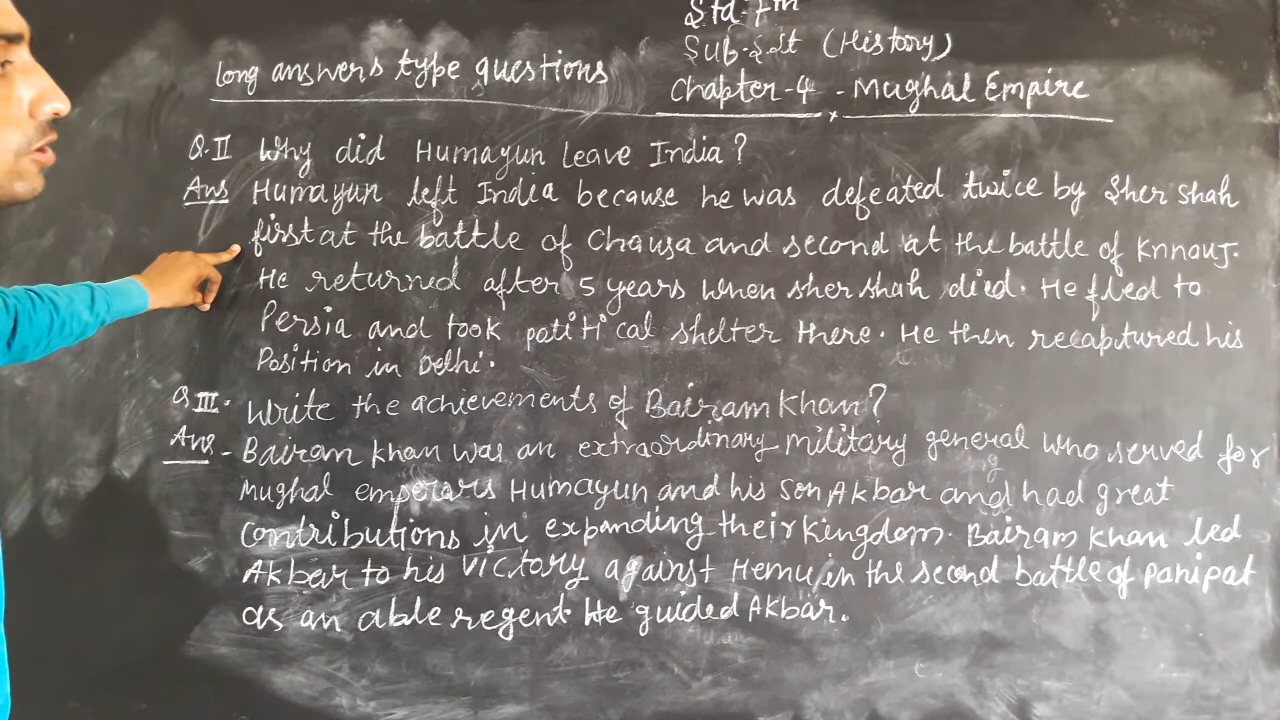 Std-7th
Sub-S.St (History)
Long answers type questions
Chapter-4 - Mughal Empire
Q.II Why did Humayun Leave India?
Ans Humayun left India because he was defeated twice by Sher shah
first at the battle of Chausa and second at the battle of Knnouj.
He returned after 5 years when sher shah died. He fled to
Persia and took political shelter there. He then recaptured his
Position in Delhi.
Q III. Write the achievements of Bairam Khan?
Ans - Bairam khan was an extraordinary military general who served for
Mughal emperars Humayun and his Son Akbar and had great
contributions in expanding their kingdom. Bairam khan led
Akbar to his victory against Hemu, in the second battle of panipat
as an able regent. He guided Akbar.